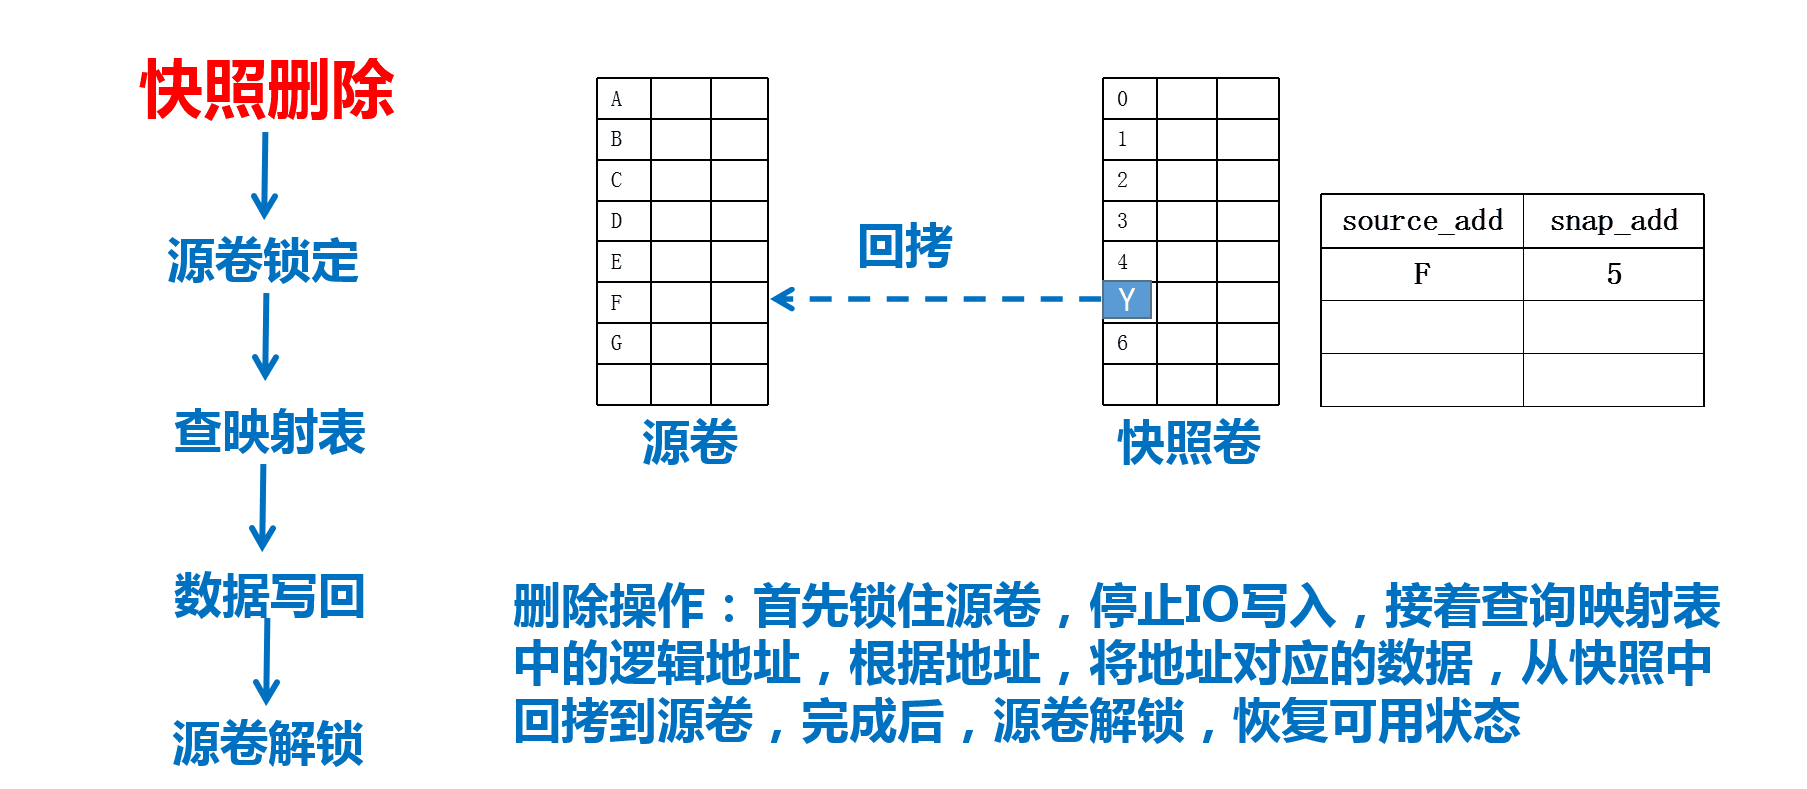 快照删除
源卷锁定
查映射表
数据写回
源卷解锁
A
B
C
D
E
F
G
源卷
回拷
0
1
2
3
4
Y
6
快照卷
source_add snap_add
F 5
删除操作：首先锁住源卷，停止IO写入，接着查询映射表
中的逻辑地址，根据地址，将地址对应的数据，从快照中
回拷到源卷，完成后，源卷解锁，恢复可用状态